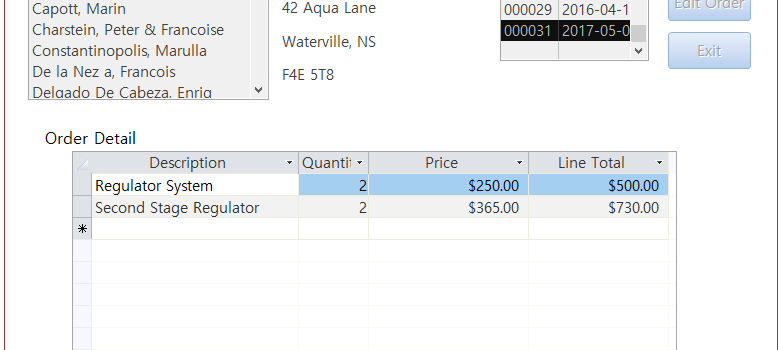 Capott, Marin
Charstein, Peter & Francoise
Constantinopolis, Marulla
De la Nez a, Francois
Delgado De Cabeza, Enriq
42 Aqua Lane
Waterville, NS
F4E 5T8
000029 2016-04-1
000031 2017-05-0
Edit Order
Exit
Order Detail
Description Quantit Price Line Total
Regulator System 2 $250.00 $500.00
Second Stage Regulator 2 $365.00 $730.00